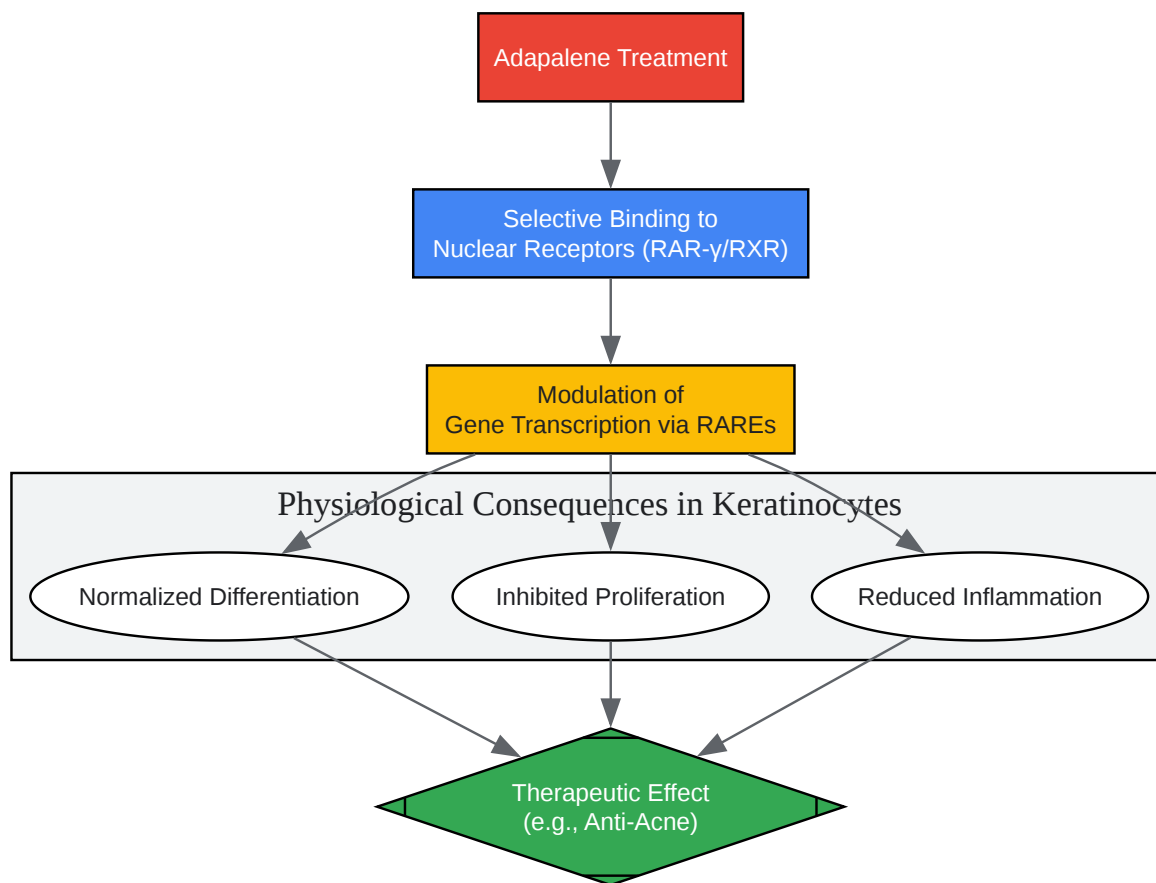 Adapalene Treatment
Selective Binding to
Nuclear Receptors (RAR-γ/RXR)
Modulation of
Gene Transcription via RAREs
Physiological Consequences in Keratinocytes
Normalized Differentiation
Inhibited Proliferation
Reduced Inflammation
Therapeutic Effect
(e.g., Anti-Acne)